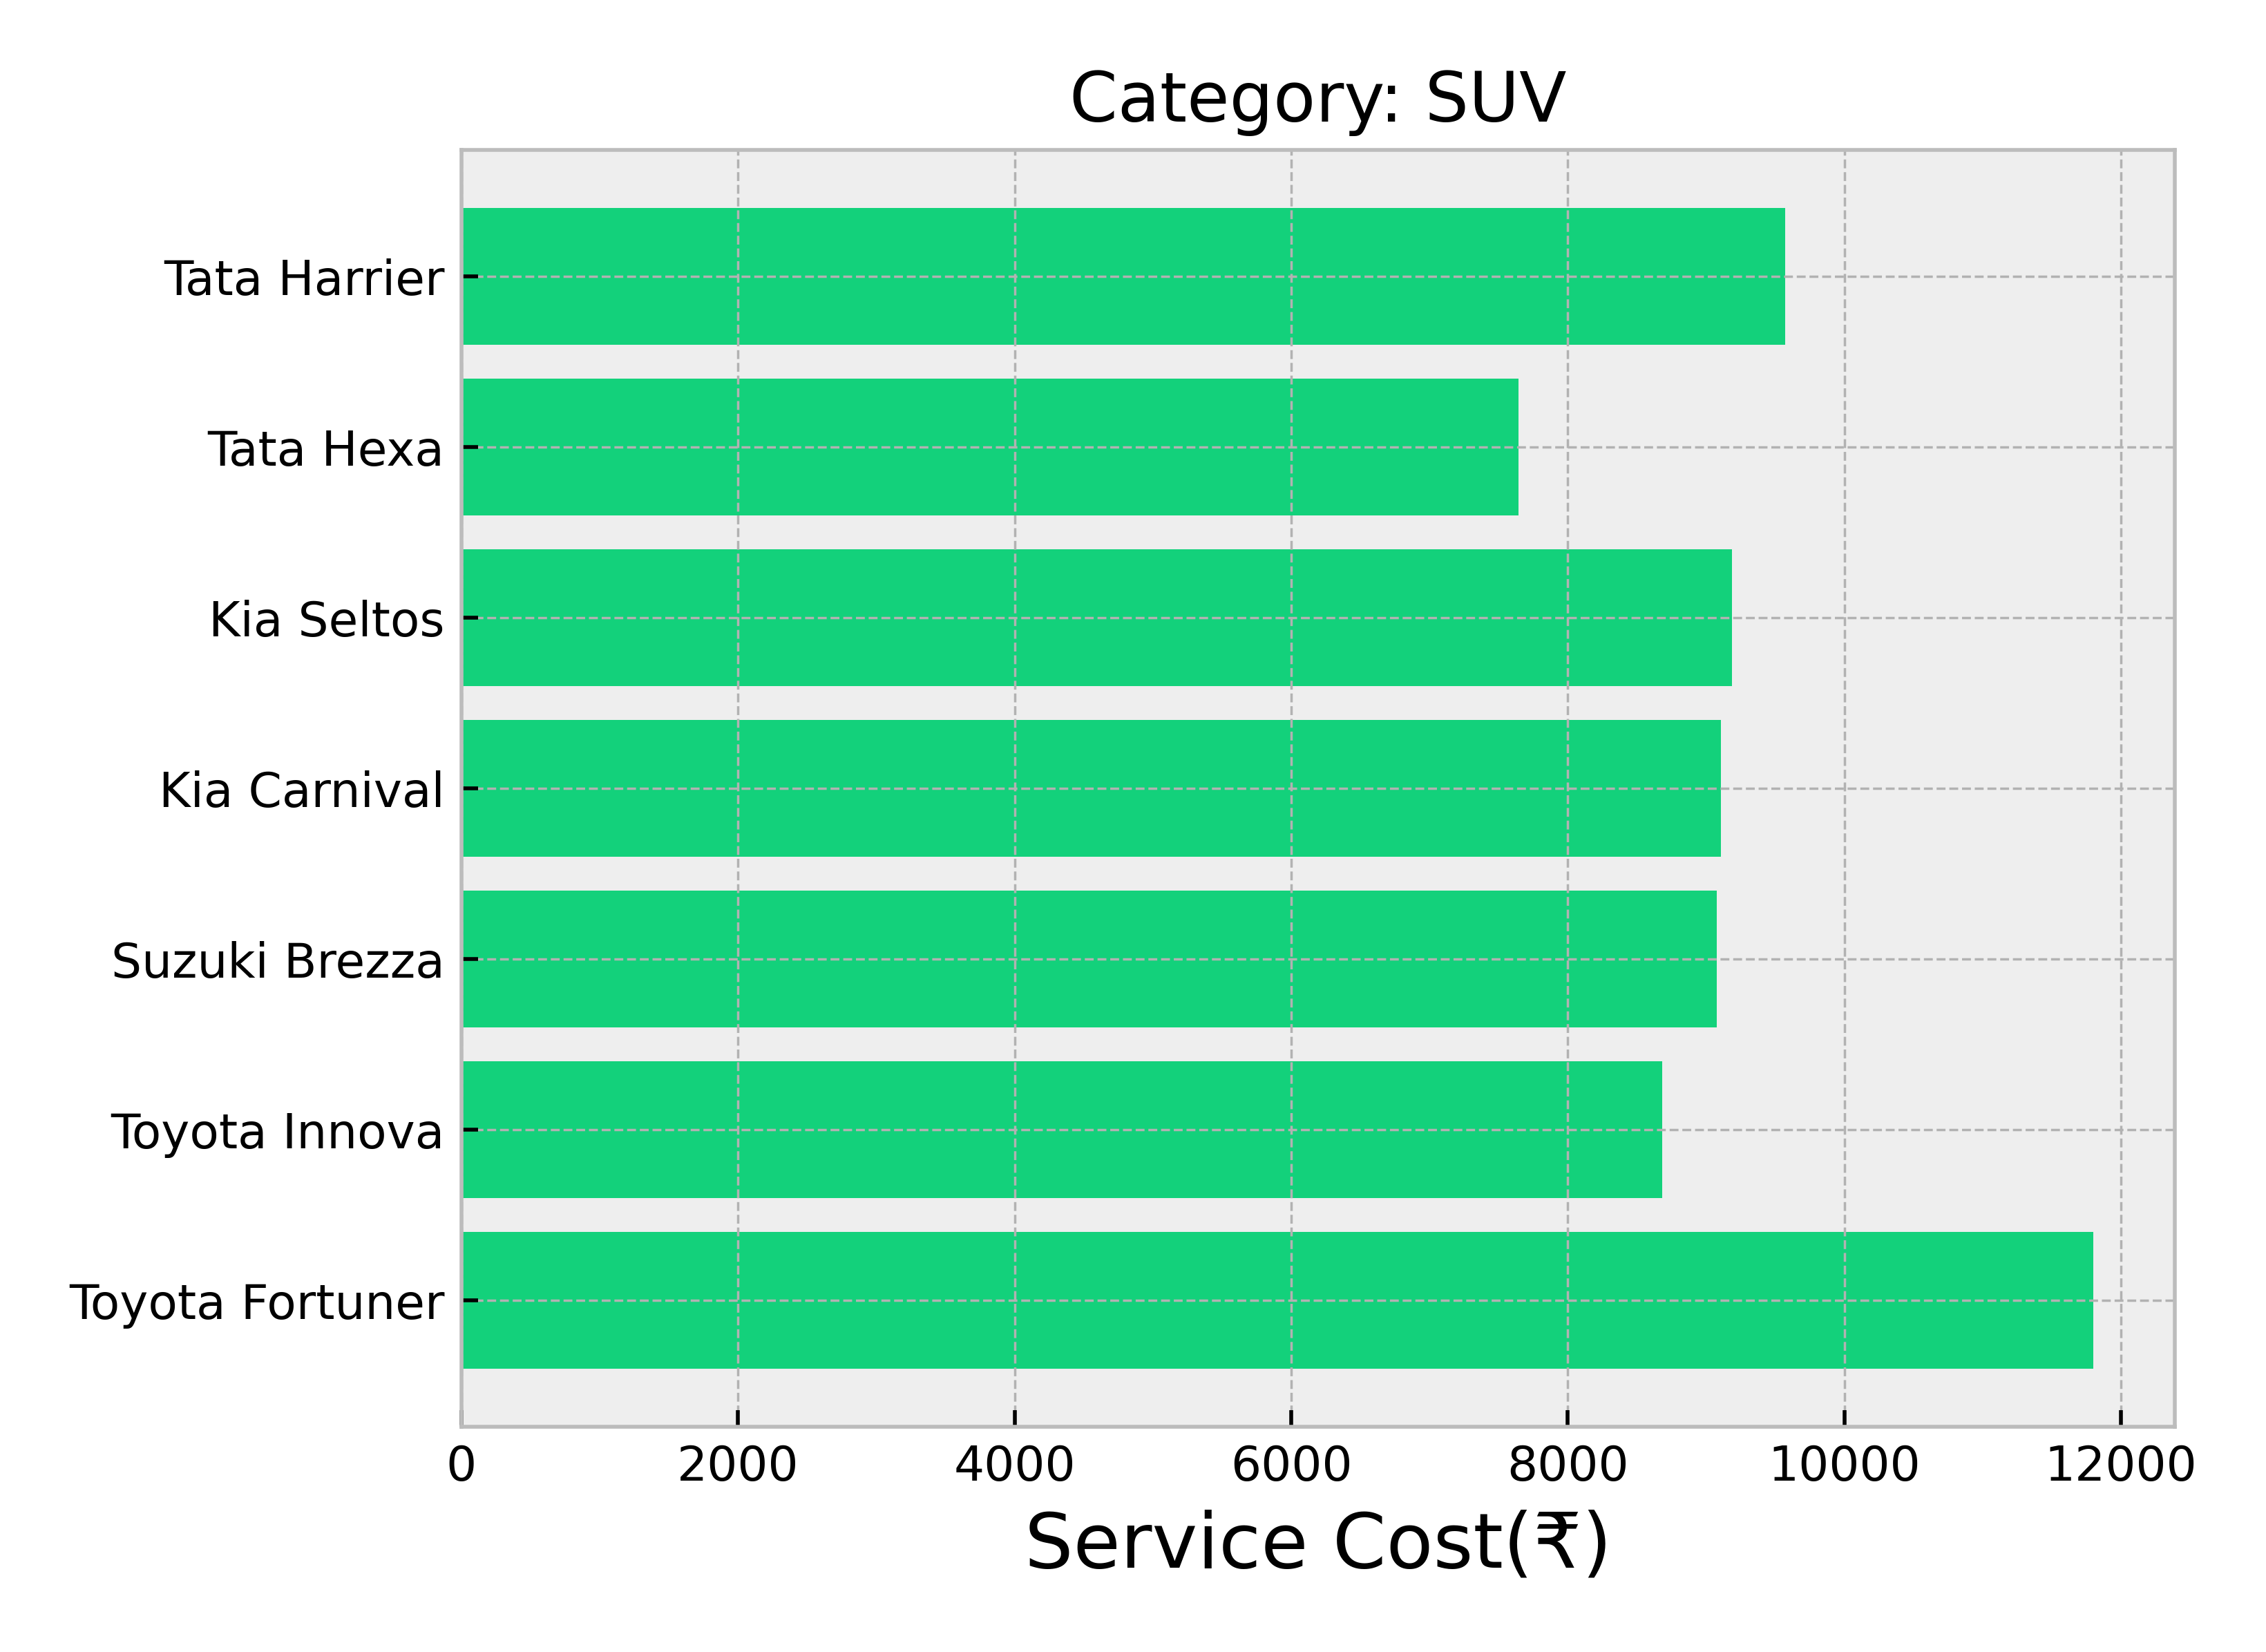 Category: SUV
Tata Harrier
Tata Hexa
Kia Seltos
Kia Carnival
Suzuki Brezza
Toyota Innova
Toyota Fortuner
0 2000 4000 6000 8000 10000 12000
Service Cost(₹)